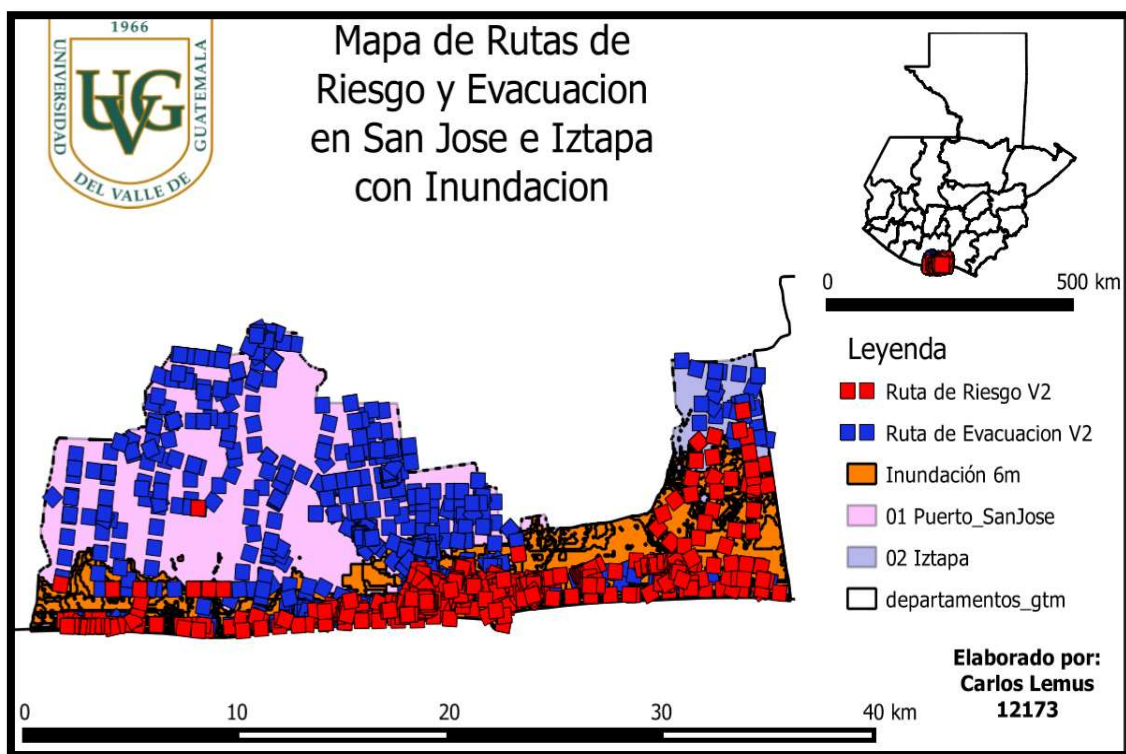 1966
UNIVERSIDAD
DEL VALLE DE
GUATEMALA
UVG
Mapa de Rutas de
Riesgo y Evacuacion
en San Jose e Iztapa
con Inundacion
0 500 km
Leyenda
Ruta de Riesgo V2
Ruta de Evacuacion V2
Inundación 6m
01 Puerto_SanJose
02 Iztapa
departamentos_gtm
Elaborado por:
Carlos Lemus
12173
0 10 20 30 40 km